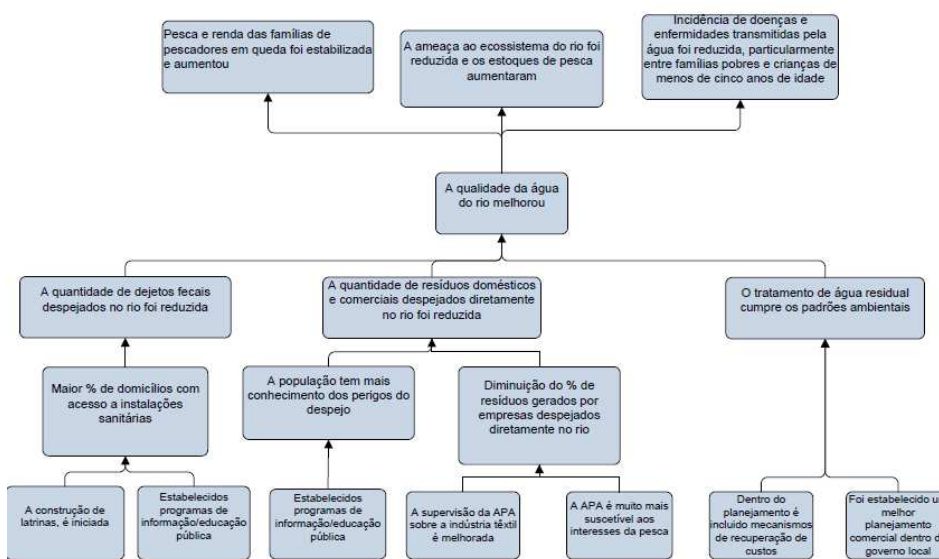 Pesca e renda das famílias de
pescadores em queda foi estabilizada
e aumentou
A ameaça ao ecossistema do rio foi
reduzida e os estoques de pesca
aumentaram
Incidência de doenças e
enfermidades transmitidas pela
água foi reduzida, particularmente
entre famílias pobres e crianças de
menos de cinco anos de idade
A qualidade da água
do rio melhorou
A quantidade de dejetos fecais
despejados no rio foi reduzida
A quantidade de resíduos domésticos
e comerciais despejados diretamente
no rio foi reduzida
O tratamento de água residual
cumpre os padrões ambientais
Maior % de domicílios com
acesso a instalações
sanitárias
A população tem mais
conhecimento dos perigos do
despejo
Diminuição do % de
resíduos gerados por
empresas despejados
diretamente no rio
A construção de
latrinas, é iniciada
Estabelecidos
programas de
informação/educação
pública
Estabelecidos
programas de
informação/educação
pública
A supervisão da APA
sobre a indústria têxtil
é melhorada
A APA é muito mais
suscetível aos
interesses da pesca
Dentro do
planejamento é
incluido mecanismos
de recuperação de
custos
Foi estabelecido u
melhor
planejamento
comercial dentro d
governo local